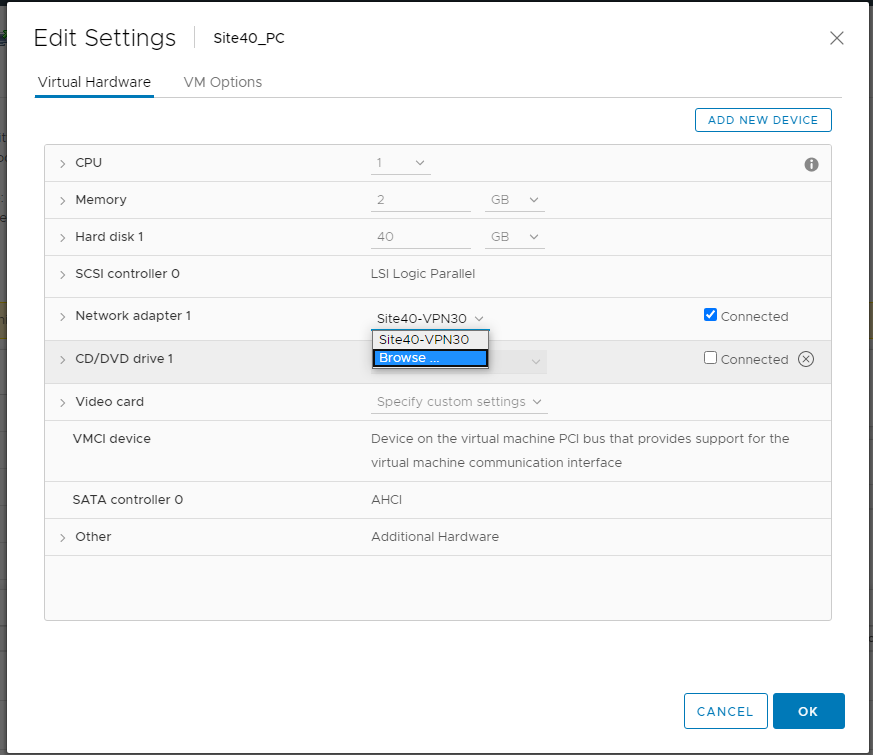 Edit Settings Site40_PC
Virtual Hardware VM Options
ADD NEW DEVICE
CPU 1
Memory 2 GB
Hard disk 1 40 GB
SCSI controller 0 LSI Logic Parallel
Network adapter 1 Site40-VPN30 Connected
Site40-VPN30
Browse ...
CD/DVD drive 1 Connected
Video card Specify custom settings
VMCI device Device on the virtual machine PCI bus that provides support for the
virtual machine communication interface
SATA controller 0 AHCI
Other Additional Hardware
CANCEL OK